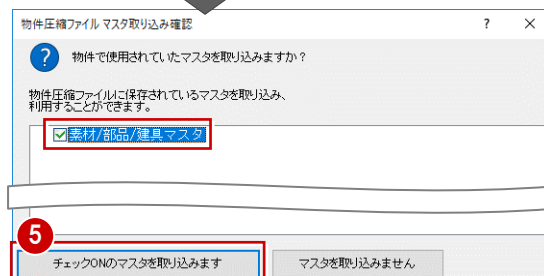 物件圧縮ファイル マスタ取り込み確認
物件で使用されていたマスタを取り込みますか？
物件圧縮ファイルに保存されているマスタを取り込み、
利用することができます。
素材/部品/建具マスタ
5
チェックONのマスタを取り込みます
マスタを取り込みません